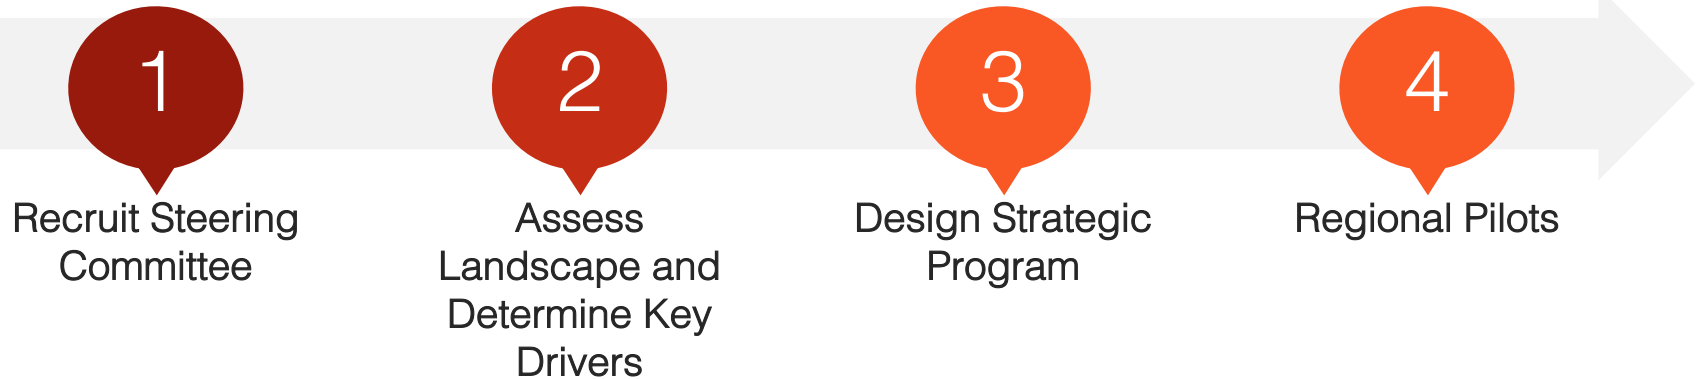 1
Recruit Steering
Committee
2
Assess
Landscape and
Determine Key
Drivers
3
Design Strategic
Program
4
Regional Pilots